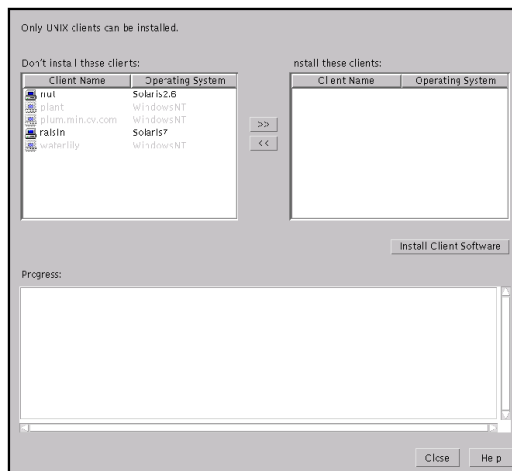 Only UNIX clients can be installed.
Don't install these clients:
Client Name Operating System
nut Solaris2.6
plant WindowsNT
plum.min.cv.com WindowsNT
raisin Solaris7
waterlily WindowsNT
>>
<<
Install these clients:
Client Name Operating System
Install Client Software
Progress:
Close Help